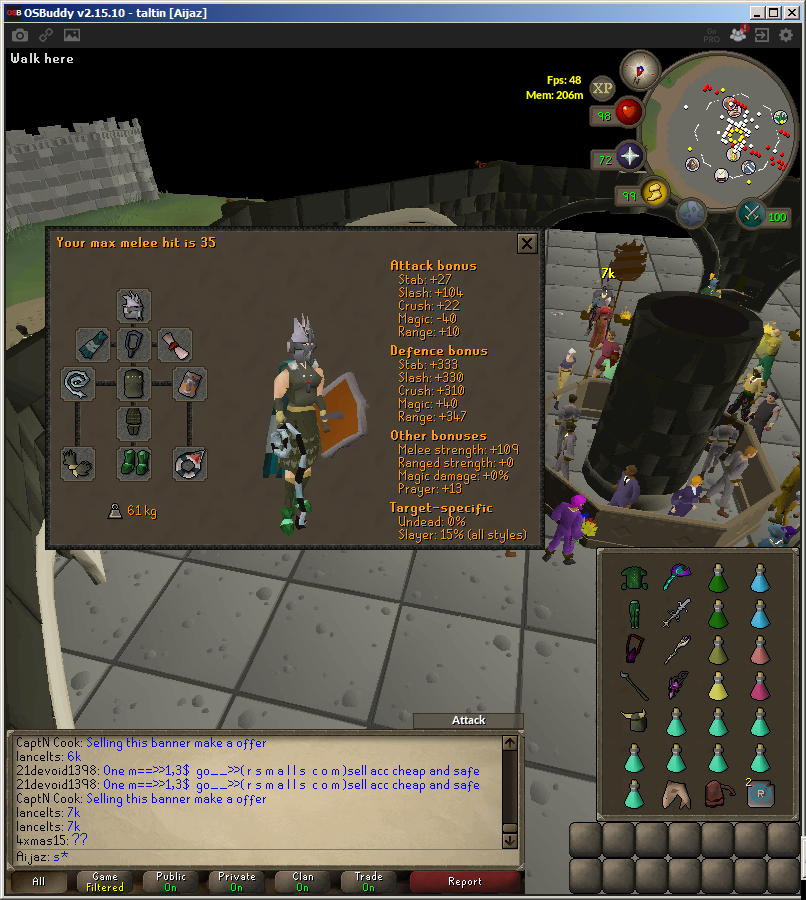 OSBuddy v2.15.10 - taltin [Aijaz]
Go
PRO
Walk here
Fps: 48
Mem: 206m
XP
98
72
99
100
Your max melee hit is 35
Attack bonus
Stab: +27
Slash: +104
Crush: +22
Magic: -40
Range: +10
Defence bonus
Stab: +333
Slash: +330
Crush: +310
Magic: +40
Range: +347
Other bonuses
Melee strength: +109
Ranged strength: +0
Magic damage: +0%
Prayer: +13
Target-specific
Undead: 0%
Slayer: 15% (all styles)
61 kg
7k
2
R
Attack
CaptN Cook: Selling this banner make a offer
lancelts: 6k
21devoid1398: One m==>>1,3$ go__>>(r s m a l l s c o m)sell acc cheap and safe
21devoid1398: One m==>>1,3$ go__>>(r s m a l l s c o m)sell acc cheap and safe
CaptN Cook: Selling this banner make a offer
lancelts: 7k
lancelts: 7k
4xmas15: ??
Aijaz: s*
All
Game
Filtered
Public
On
Private
On
Clan
On
Trade
On
Report